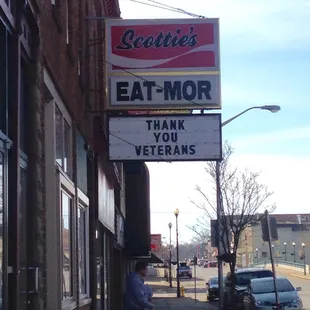 Scottie's
EAT-MOR
THANK
YOU
VETERANS